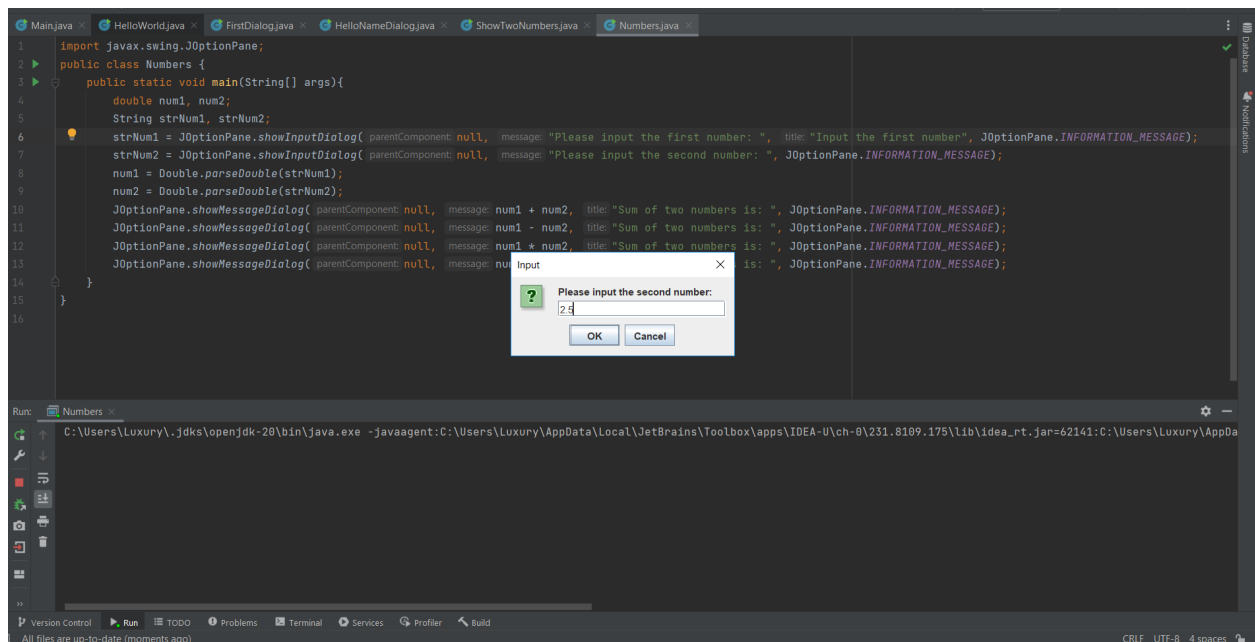 Main.java HelloWorld.java FirstDialog.java HelloNameDialog.java ShowTwoNumbers.java Numbers.java
1 import javax.swing.JOptionPane;
2 public class Numbers {
3 public static void main(String[] args){
4 double num1, num2;
5 String strNum1, strNum2;
6 strNum1 = JOptionPane.showInputDialog( parentComponent: null, message: "Please input the first number: ", title: "Input the first number", JOptionPane.INFORMATION_MESSAGE);
7 strNum2 = JOptionPane.showInputDialog( parentComponent: null, message: "Please input the second number: ", JOptionPane.INFORMATION_MESSAGE);
8 num1 = Double.parseDouble(strNum1);
9 num2 = Double.parseDouble(strNum2);
10 JOptionPane.showMessageDialog( parentComponent: null, message: num1 + num2, title: "Sum of two numbers is: ", JOptionPane.INFORMATION_MESSAGE);
11 JOptionPane.showMessageDialog( parentComponent: null, message: num1 - num2, title: "Sum of two numbers is: ", JOptionPane.INFORMATION_MESSAGE);
12 JOptionPane.showMessageDialog( parentComponent: null, message: num1 * num2, title: "Sum of two numbers is: ", JOptionPane.INFORMATION_MESSAGE);
13 JOptionPane.showMessageDialog( parentComponent: null, message: is: ", JOptionPane.INFORMATION_MESSAGE);
14 }
15 }
16
Database
Notifications
Input
Please input the second number:
2.5
OK Cancel
Run: Numbers
C:\Users\Luxury\.jdks\openjdk-20\bin\java.exe -javaagent:C:\Users\Luxury\AppData\Local\JetBrains\Toolbox\apps\IDEA-U\ch-0\231.8109.175\lib\idea_rt.jar=62141:C:\Users\Luxury\AppDa
Version Control Run TODO Problems Terminal Services Profiler Build
All files are up-to-date (moments ago) CRLF UTF-8 4 spaces